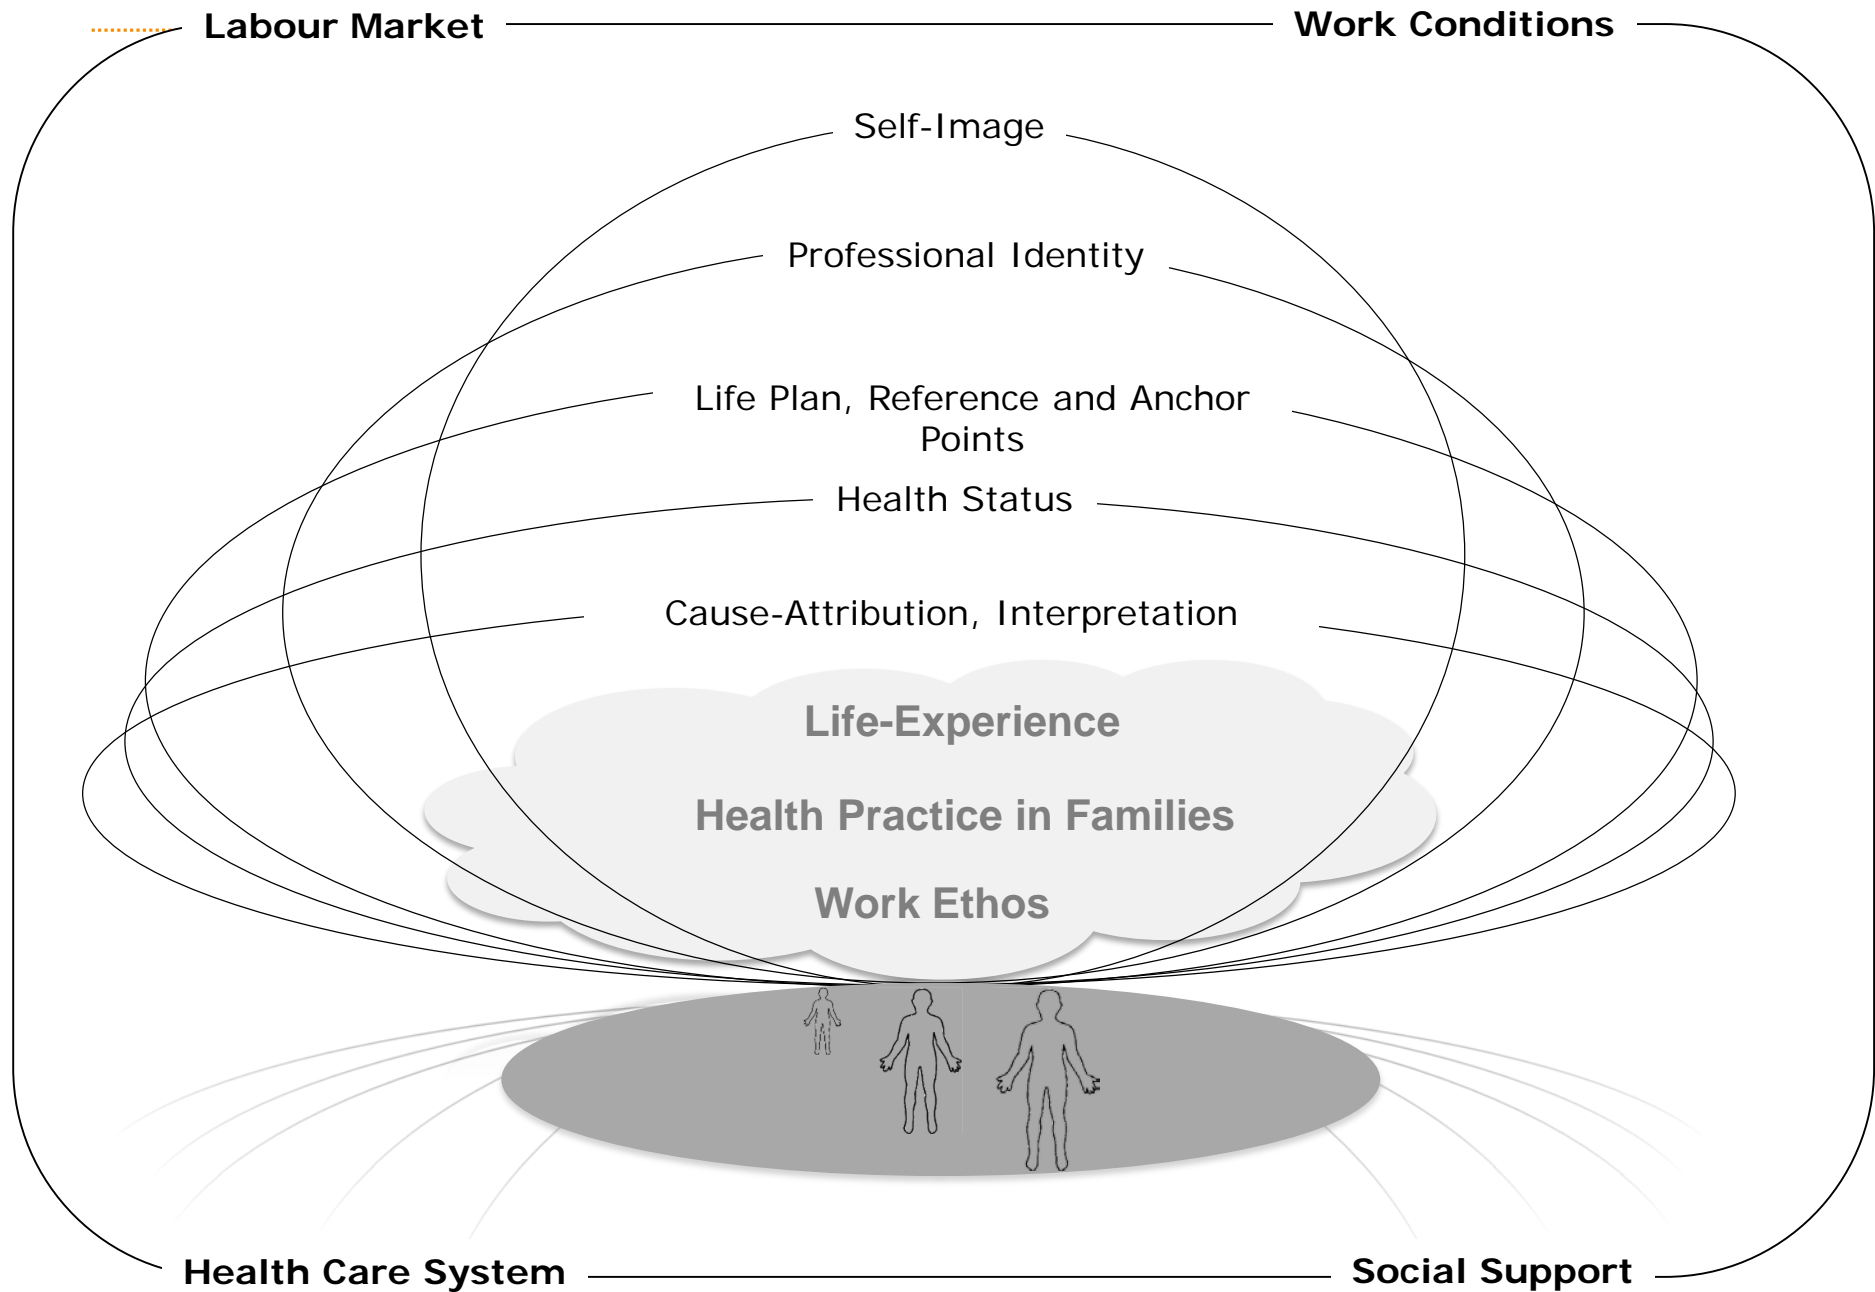 Labour Market
Work Conditions
Self-Image
Professional Identity
Life Plan, Reference and Anchor
Points
Health Status
Cause-Attribution, Interpretation
Life-Experience
Health Practice in Families
Work Ethos
Health Care System
Social Support